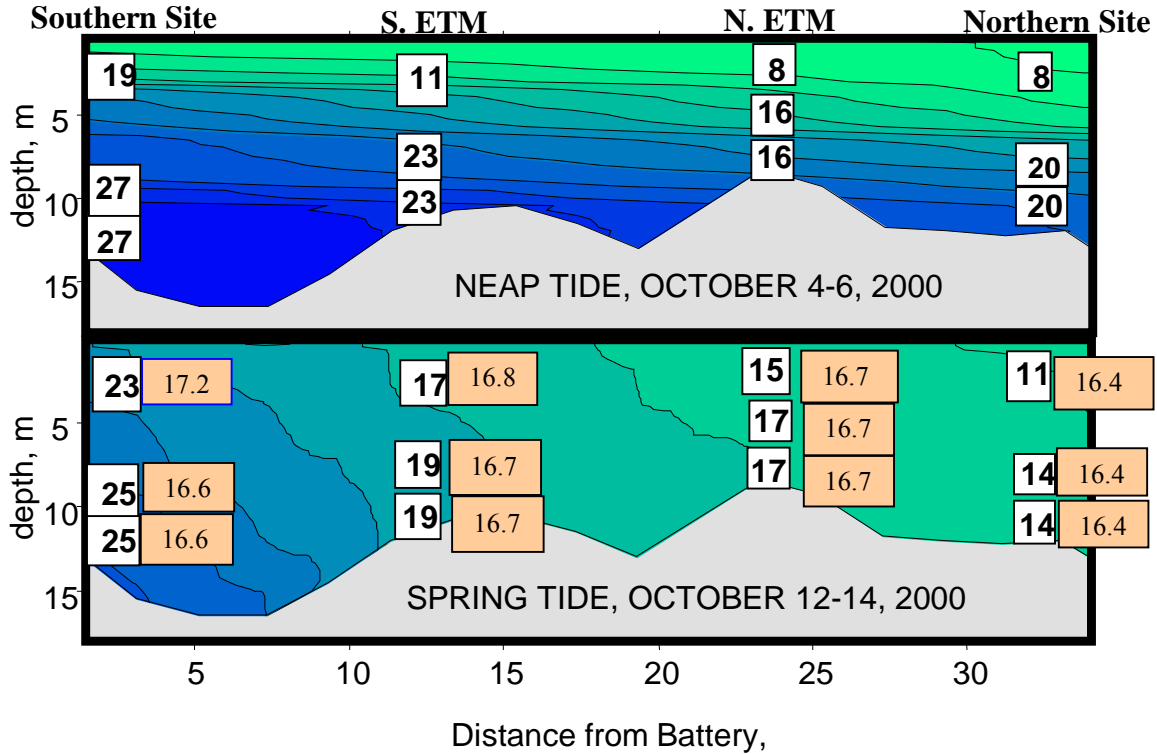 Southern Site S. ETM N. ETM Northern Site
19 11 8 8
16
23 16 20
27 23 20
27
5
10
15
depth, m
NEAP TIDE, OCTOBER 4-6, 2000
23 17.2 17 16.8 15 16.7 11 16.4
17 16.7
25 16.6 19 16.7 17 16.7 14 16.4
25 16.6 19 16.7 14 16.4
5
10
15
depth, m
SPRING TIDE, OCTOBER 12-14, 2000
5 10 15 20 25 30
Distance from Battery,